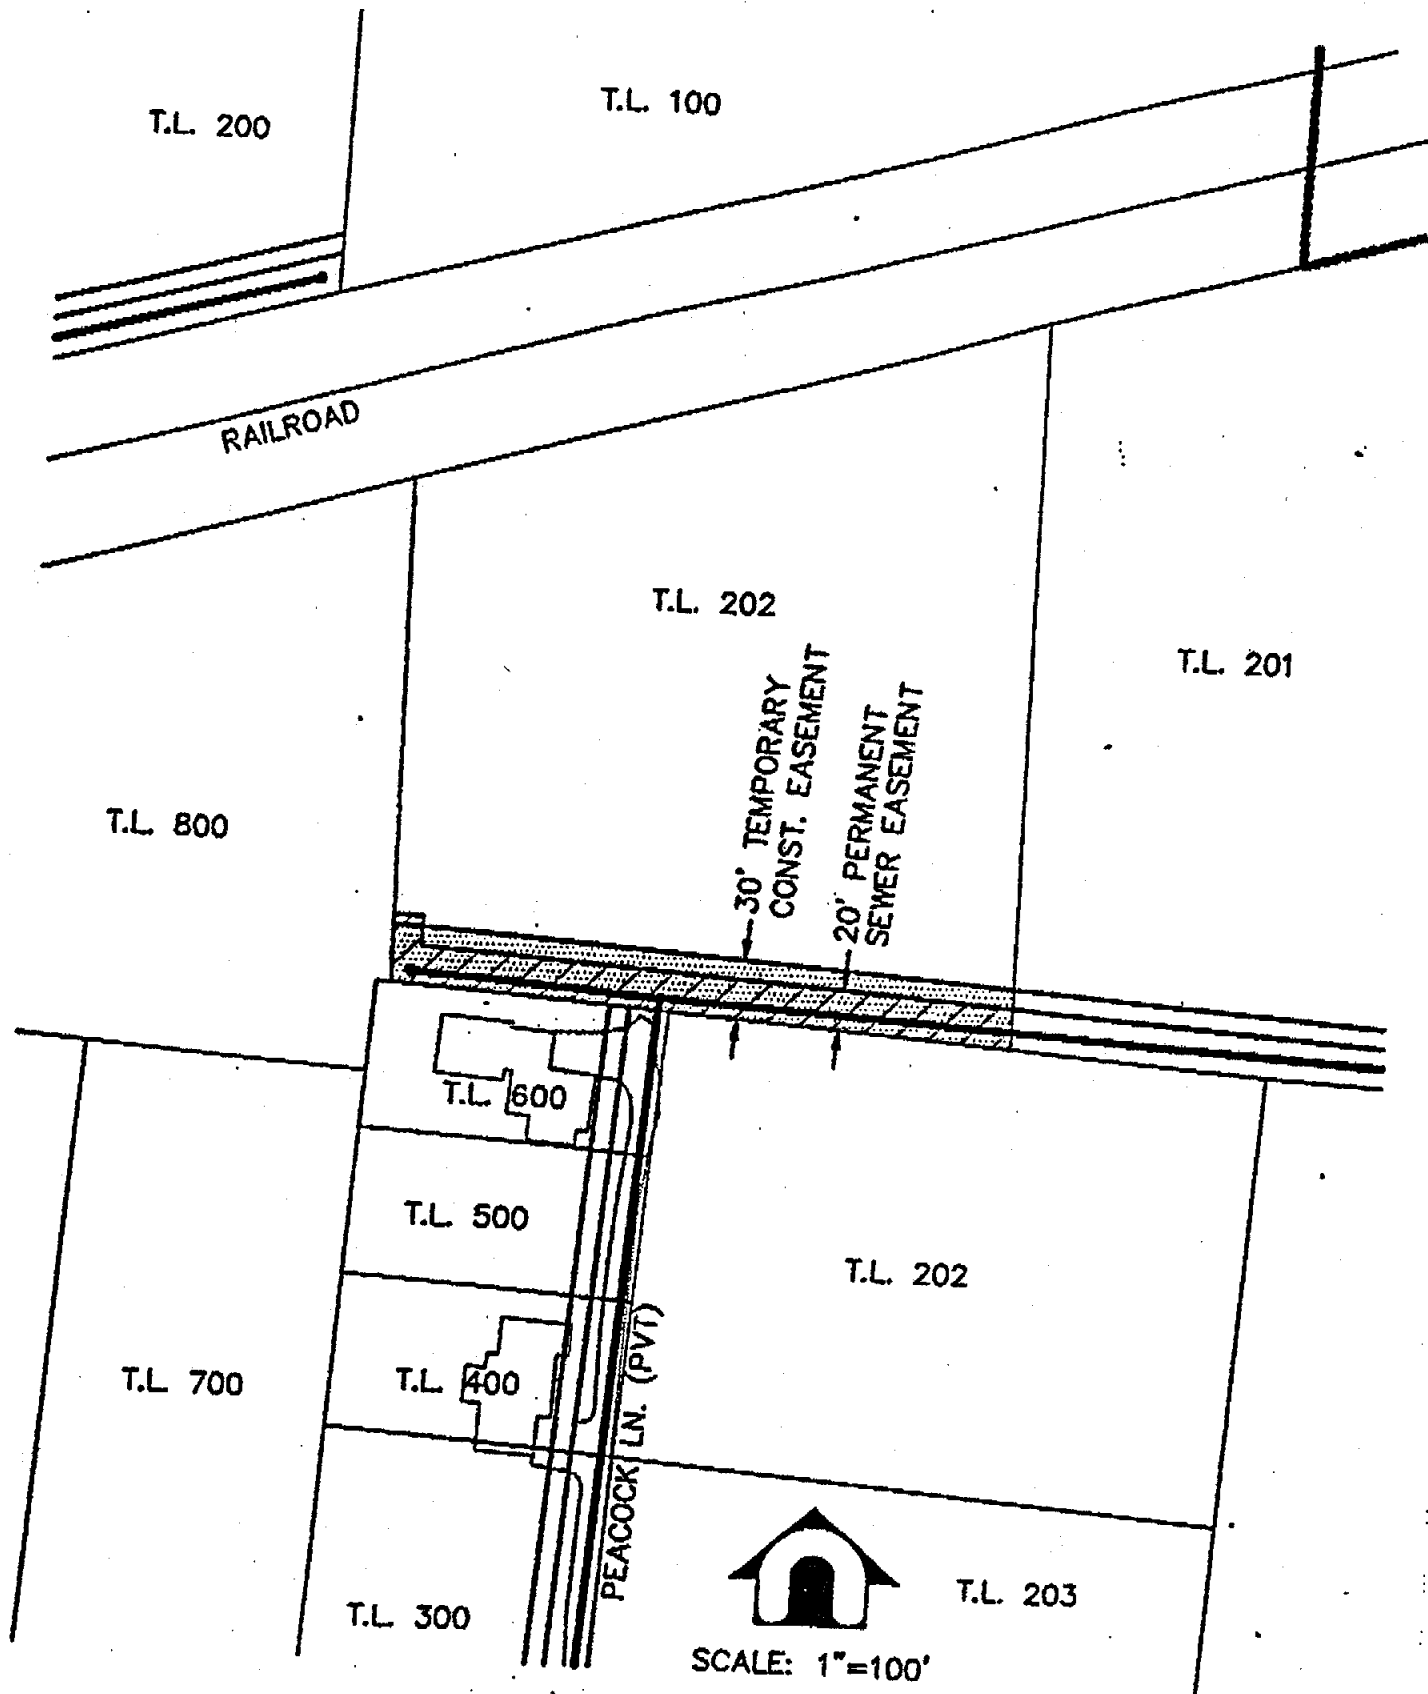 T.L. 200
T.L. 100
RAILROAD
T.L. 202
T.L. 201
30' TEMPORARY
CONST. EASEMENT
20' PERMANENT
SEWER EASEMENT
T.L. 800
T.L. 600
T.L. 500
T.L. 202
T.L. 700
T.L. 400
PEACOCK LN. (PVT)
T.L. 300
T.L. 203
SCALE: 1"=100'